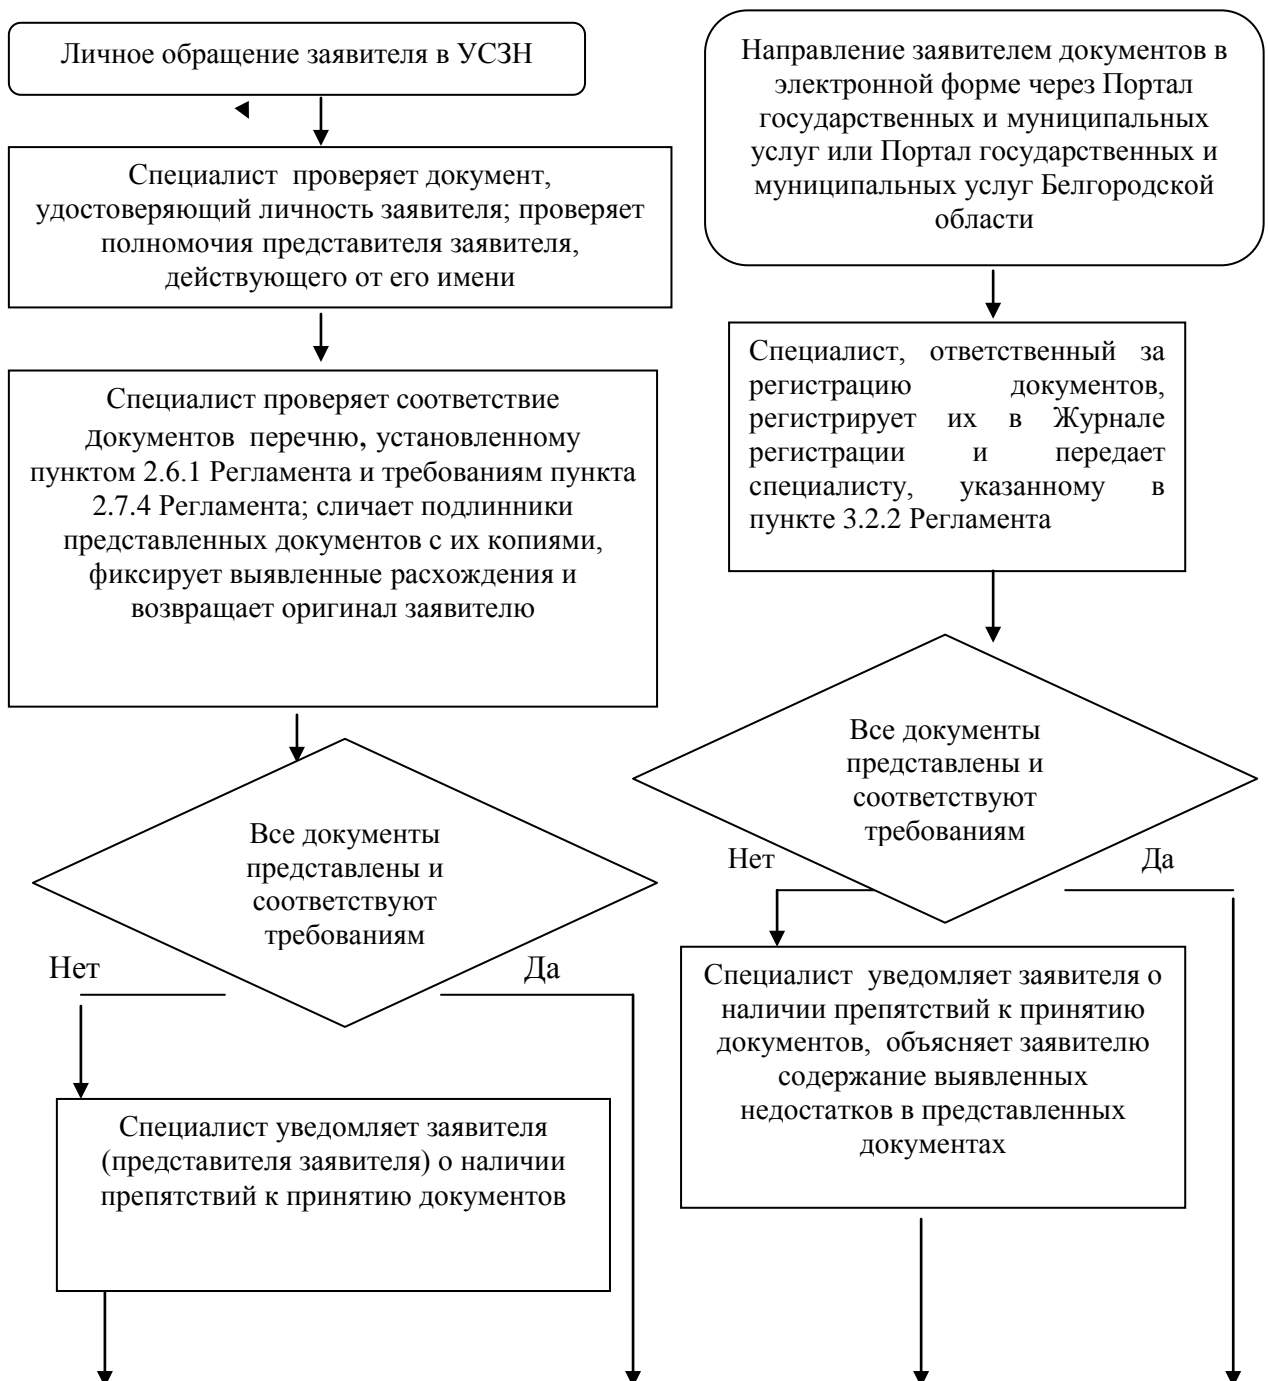 Личное обращение заявителя в УСЗН
Специалист проверяет документ,
удостоверяющий личность заявителя; проверяет
полномочия представителя заявителя,
действующего от его имени
Специалист проверяет соответствие
документов перечню, установленному
пунктом 2.6.1 Регламента и требованиям пункта
2.7.4 Регламента; сличает подлинники
представленных документов с их копиями,
фиксирует выявленные расхождения и
возвращает оригинал заявителю
Все документы
представлены и
соответствуют
требованиям
Нет
Да
Специалист уведомляет заявителя
(представителя заявителя) о наличии
препятствий к принятию документов
Направление заявителем документов в
электронной форме через Портал
государственных и муниципальных
услуг или Портал государственных и
муниципальных услуг Белгородской
области
Специалист, ответственный за
регистрацию документов,
регистрирует их в Журнале
регистрации и передает
специалисту, указанному в
пункте 3.2.2 Регламента
Все документы
представлены и
соответствуют
требованиям
Нет
Да
Специалист уведомляет заявителя о
наличии препятствий к принятию
документов, объясняет заявителю
содержание выявленных
недостатков в представленных
документах